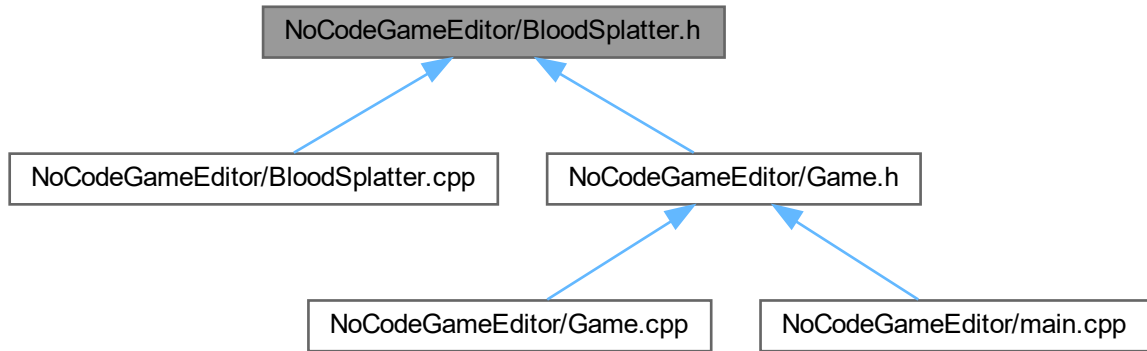 NoCodeGameEditor/BloodSplatter.h
NoCodeGameEditor/BloodSplatter.cpp
NoCodeGameEditor/Game.h
NoCodeGameEditor/Game.cpp
NoCodeGameEditor/main.cpp